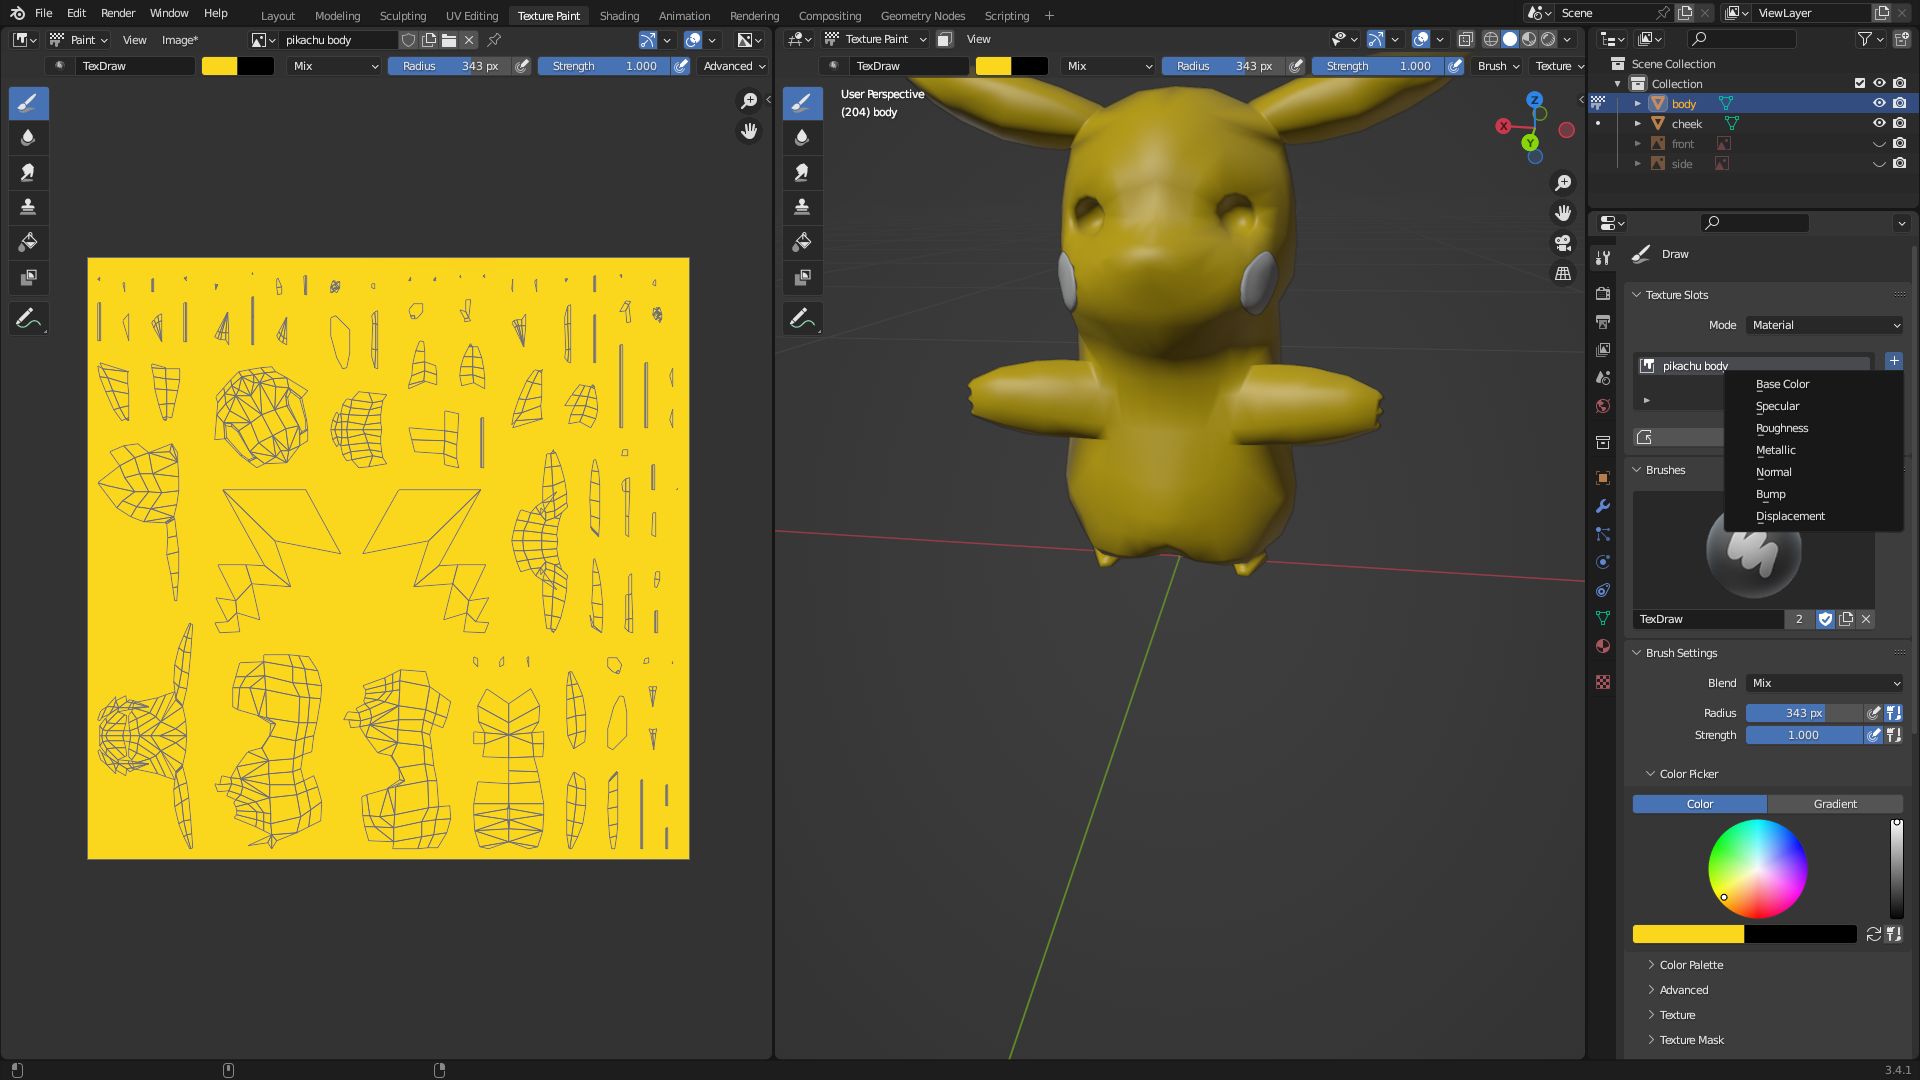 File Edit Render Window Help Layout Modeling Sculpting UV Editing Texture Paint Shading Animation Rendering Compositing Geometry Nodes Scripting + Scene ViewLayer
Paint View Image* pikachu body Texture Paint View
TexDraw Mix Radius 343 px Strength 1.000 Advanced TexDraw Mix Radius 343 px Strength 1.000 Brush Texture
User Perspective
(204) body
X
Y
Z
Scene Collection
Collection
body
cheek
front
side
Draw
Texture Slots
Mode Material
pikachu body
+
Base Color
Specular
Roughness
Metallic
Normal
Bump
Displacement
Brushes
TexDraw 2
Brush Settings
Blend Mix
Radius 343 px
Strength 1.000
Color Picker
Color Gradient
Color Palette
Advanced
Texture
Texture Mask
3.4.1